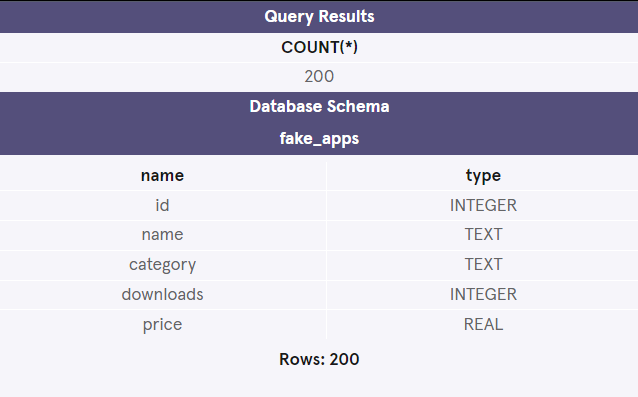 Query Results
COUNT(*)
200
Database Schema
fake_apps
name type
id INTEGER
name TEXT
category TEXT
downloads INTEGER
price REAL
Rows: 200